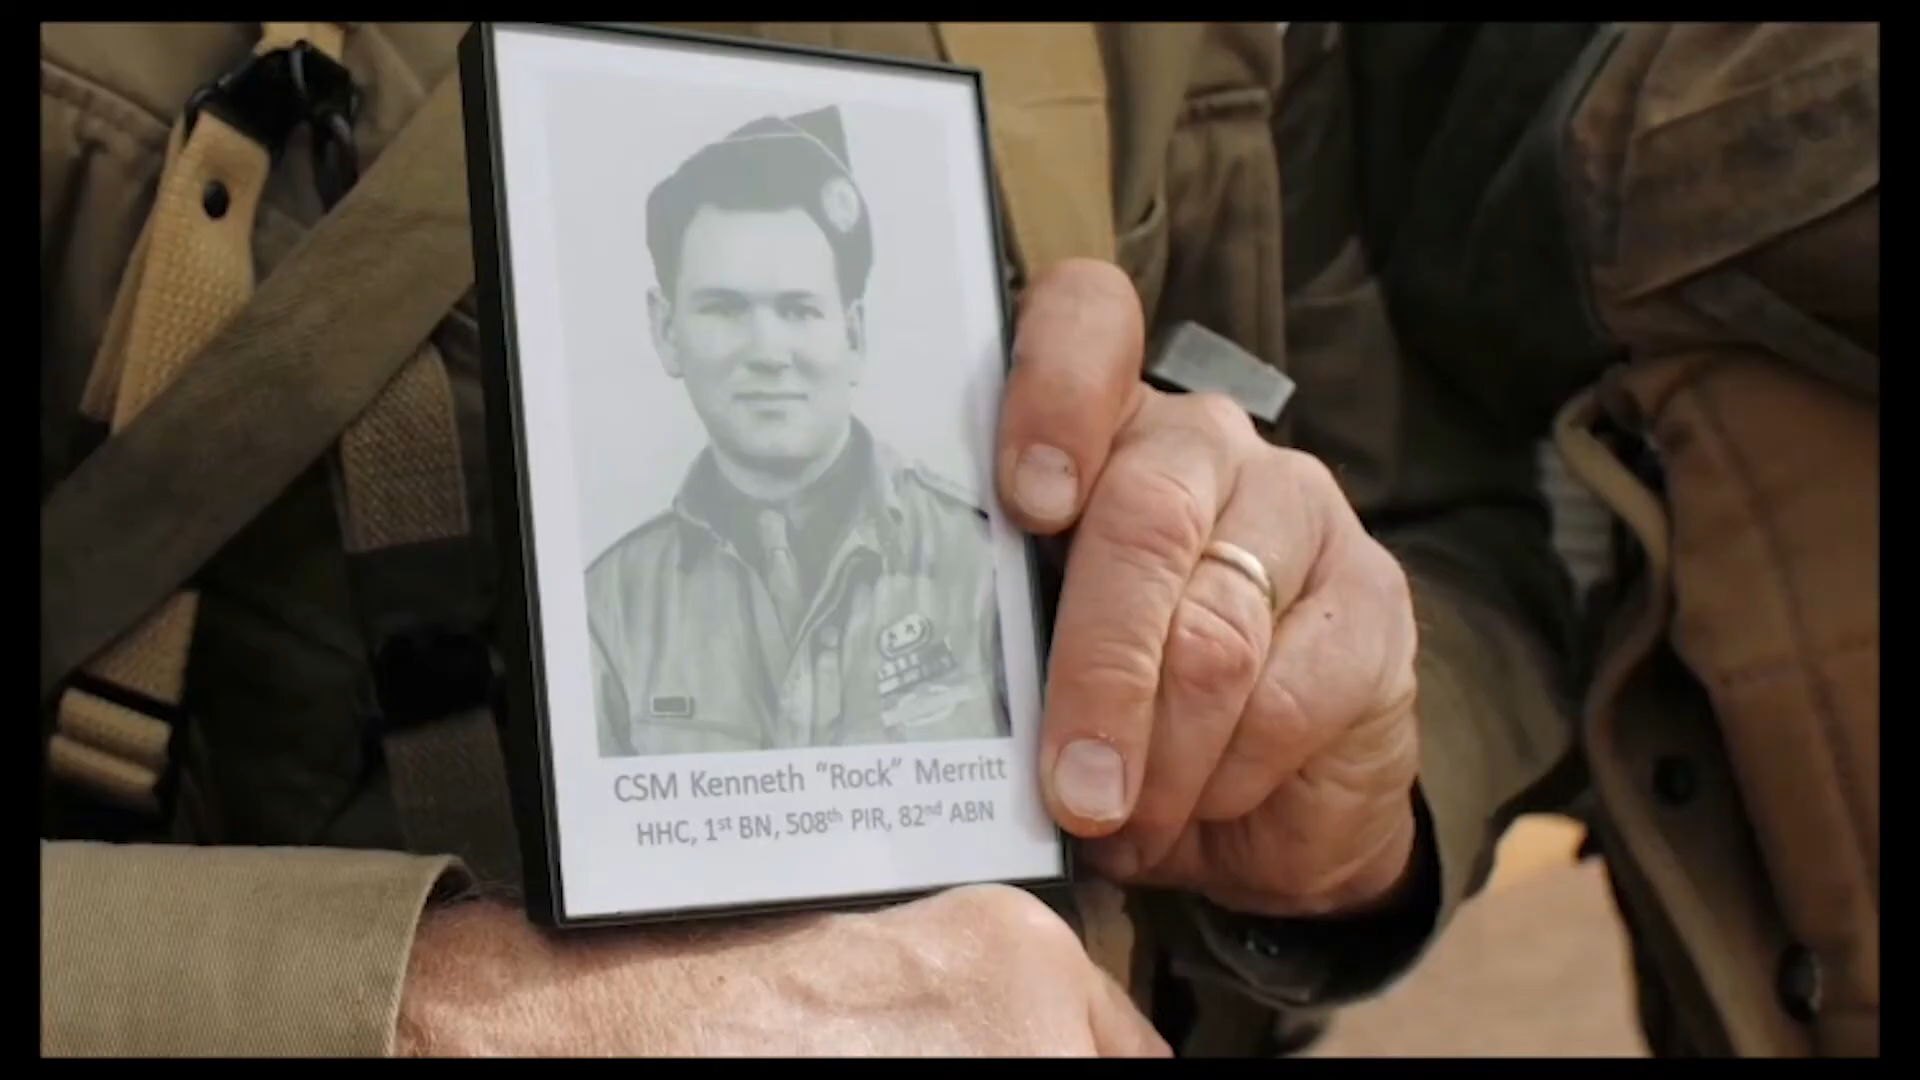 CSM Kenneth “Rock” Merritt
HHC, 1st BN, 508th PIR, 82nd ABN